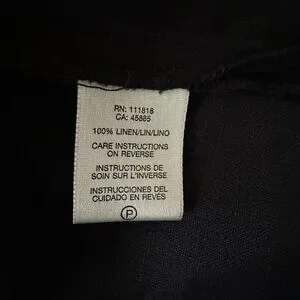 RN: 111818
CA: 45885
100% LINEN/LIN/LINO
CARE INSTRUCTIONS
ON REVERSE
INSTRUCTIONS DE
SOIN SUR L'INVERSE
INSTRUCCIONES DEL
CUIDADO EN REVÉS
P